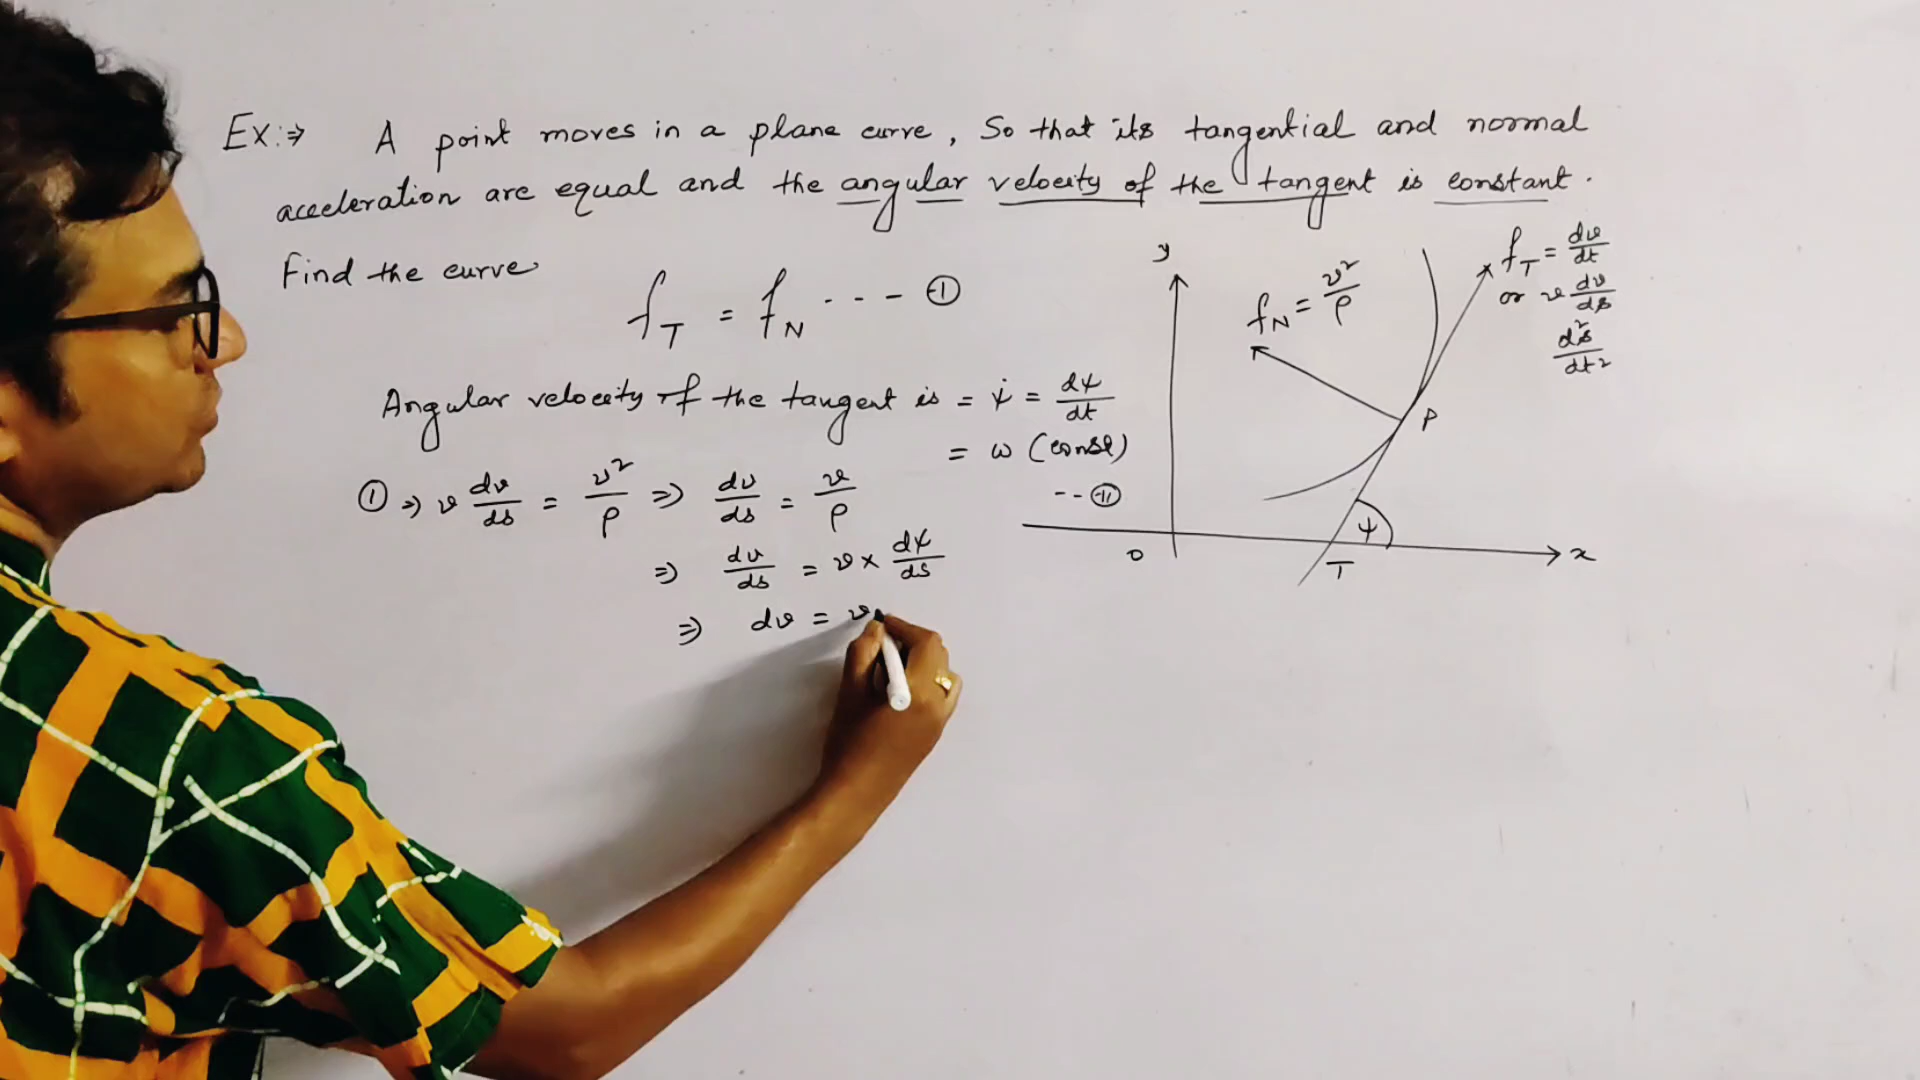 Ex:⇒ A point moves in a plane curve, So that its tangential and normal
acceleration are equal and the angular velocity of the tangent is constant.
Find the curve
f_T = f_N ---- ①
Angular velocity of the tangent is = ψ̇ = dψ/dt
= ω (const)
--- ⑪
① ⇒ v dv/ds = v²/ρ ⇒ dv/ds = v/ρ
⇒ dv/ds = v × dψ/ds
⇒ dv = v
y
f_N = v²/ρ
f_T = dv/dt
or v dv/ds
d²s/dt²
P
ψ
O
T
x